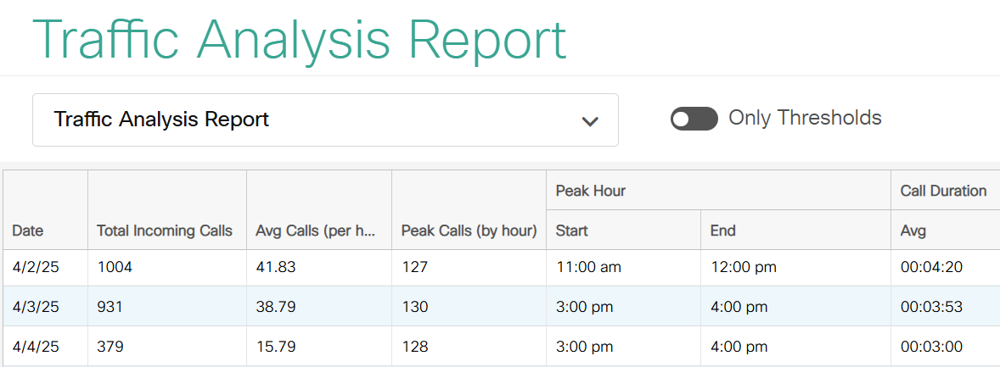 Traffic Analysis Report
Traffic Analysis Report
Only Thresholds
Peak Hour Call Duration
Date Total Incoming Calls Avg Calls (per h... Peak Calls (by hour) Start End Avg
4/2/25 1004 41.83 127 11:00 am 12:00 pm 00:04:20
4/3/25 931 38.79 130 3:00 pm 4:00 pm 00:03:53
4/4/25 379 15.79 128 3:00 pm 4:00 pm 00:03:00